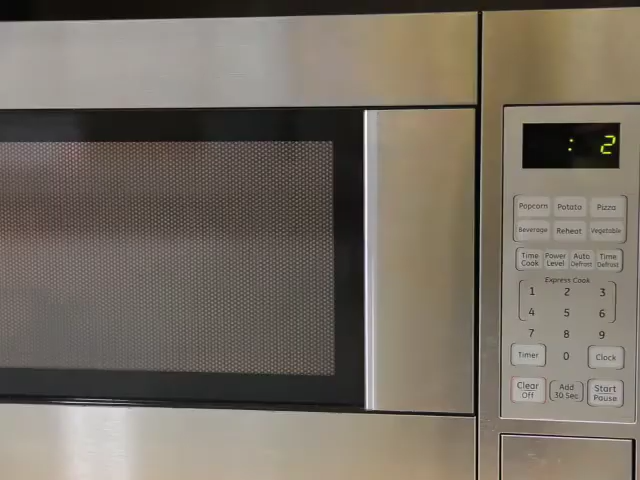 : 2
Popcorn Potato Pizza
Beverage Reheat Vegetable
Time Cook Power Level Auto Defrost Time Defrost
Express Cook
1 2 3
4 5 6
7 8 9
Timer 0 Clock
Clear Off Add 30 Sec Start Pause